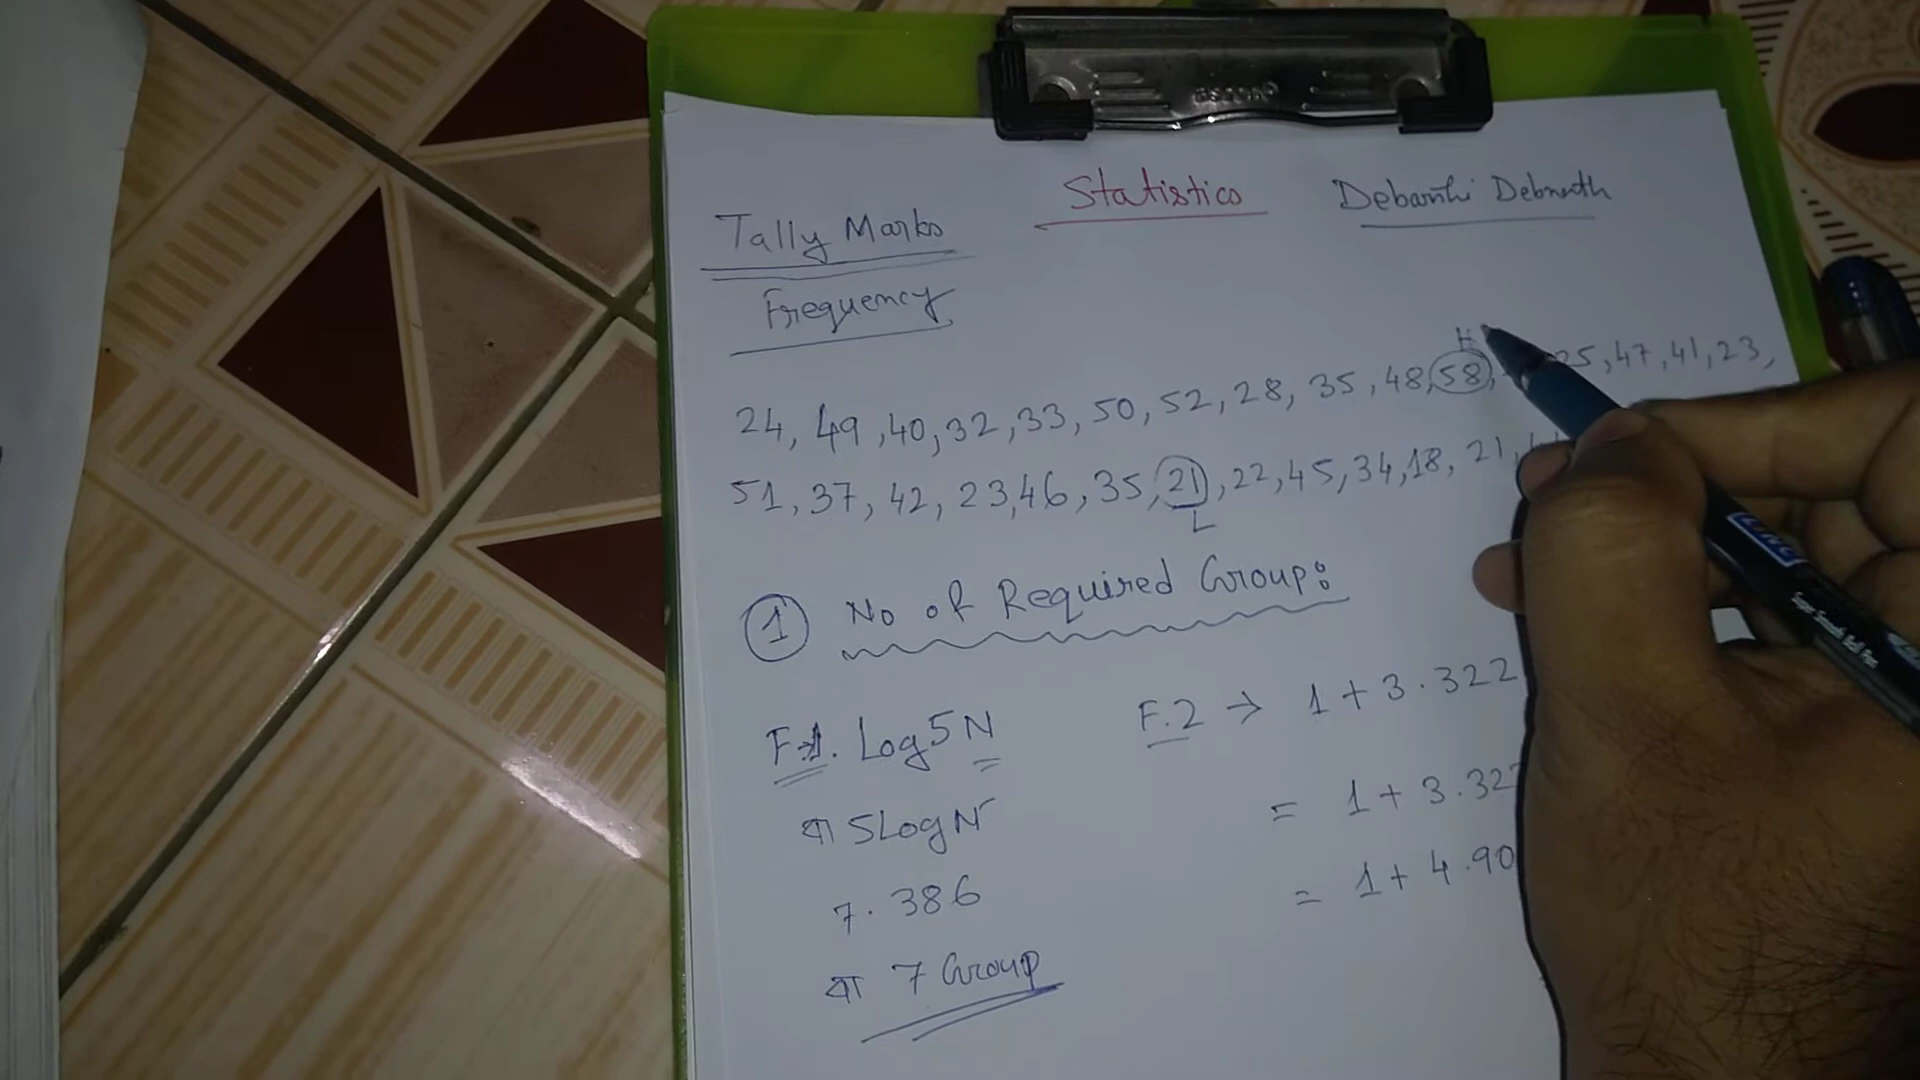 Statistics
Debanhi Debnath
Tally Marks
Frequency
H
24, 49, 40, 32, 33, 50, 52, 28, 35, 48, 58, 25, 47, 41, 23,
51, 37, 42, 23, 46, 35, 21, 22, 45, 34, 18, 21,
L
1 No of Required Group:
F.1. Log5N
F.2 → 1 + 3.322
বা 5LogN
= 1 + 3.32
7.386
= 1 + 4.90
বা 7 Group